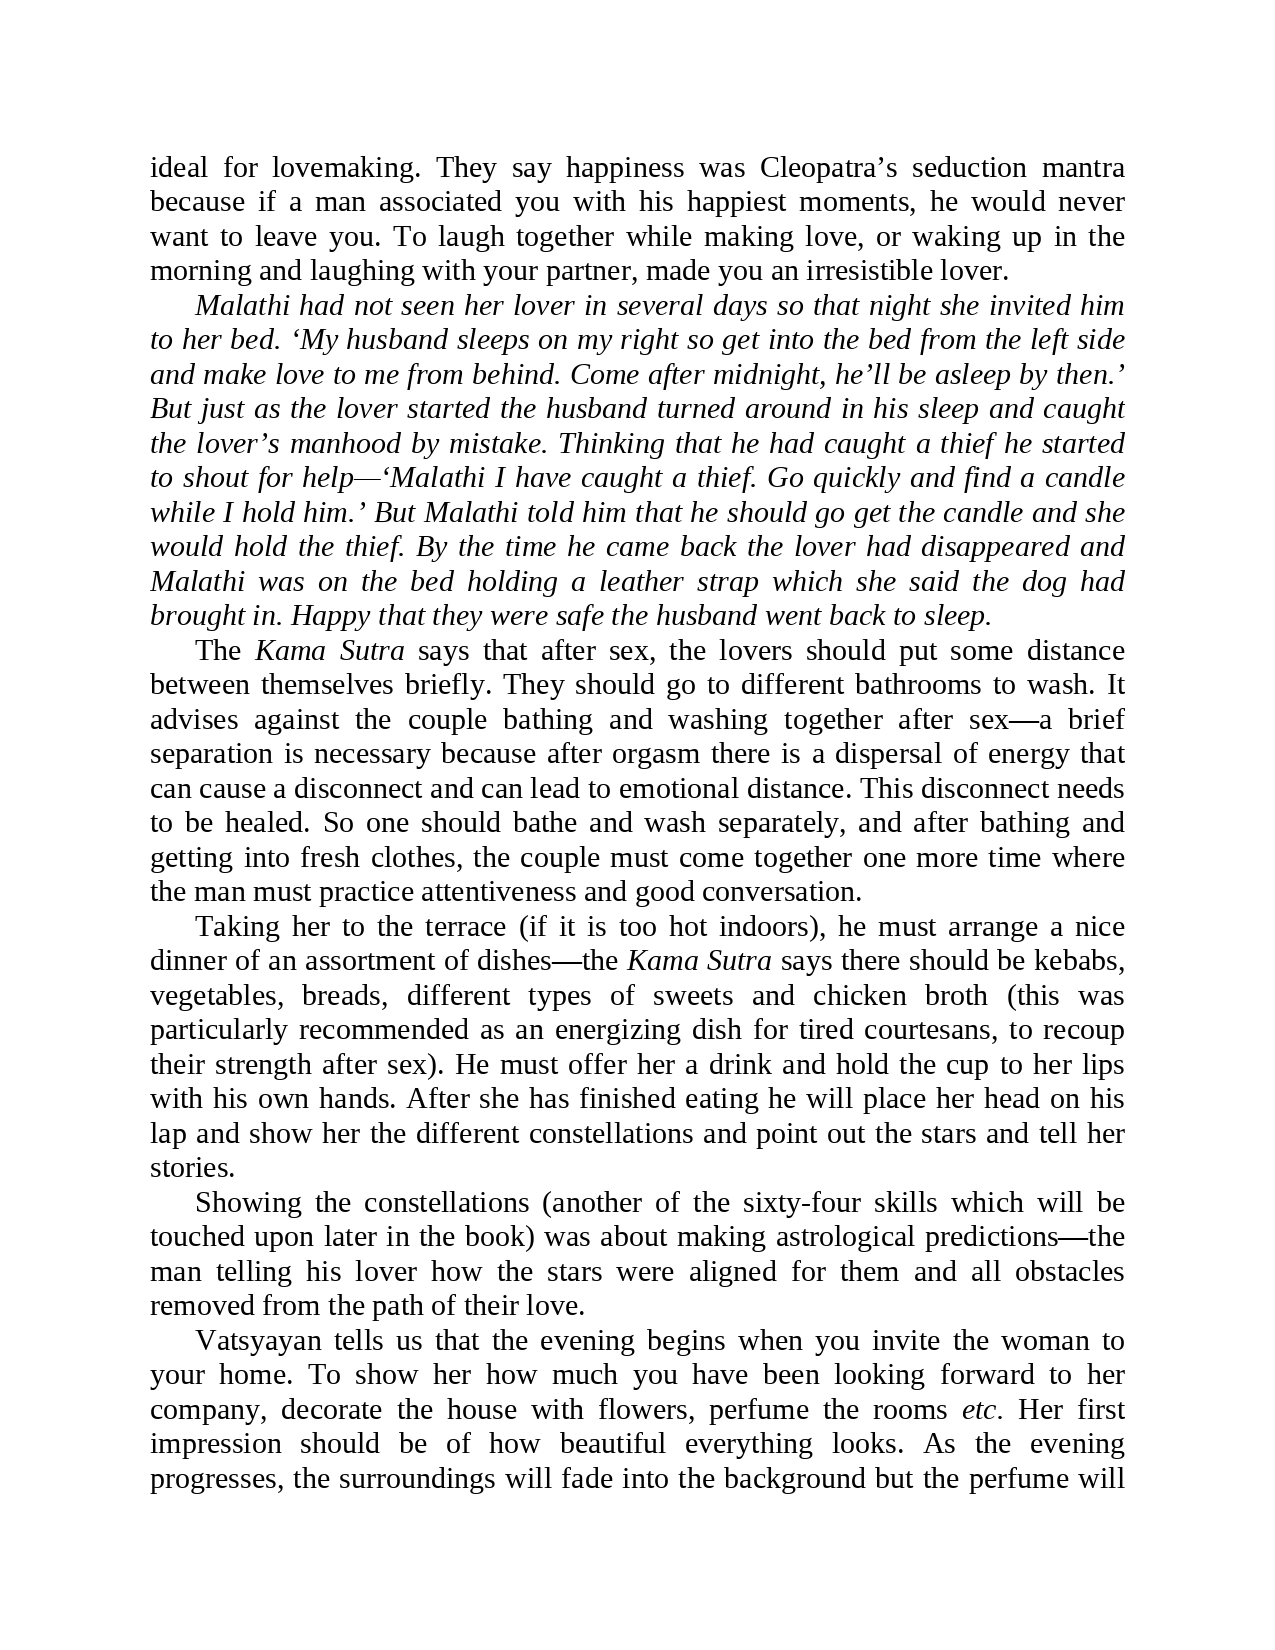 ideal for lovemaking. They say happiness was Cleopatra’s seduction mantra
because if a man associated you with his happiest moments, he would never
want to leave you. To laugh together while making love, or waking up in the
morning and laughing with your partner, made you an irresistible lover.
Malathi had not seen her lover in several days so that night she invited him
to her bed. ‘My husband sleeps on my right so get into the bed from the left side
and make love to me from behind. Come after midnight, he’ll be asleep by then.’
But just as the lover started the husband turned around in his sleep and caught
the lover’s manhood by mistake. Thinking that he had caught a thief he started
to shout for help—‘Malathi I have caught a thief. Go quickly and find a candle
while I hold him.’ But Malathi told him that he should go get the candle and she
would hold the thief. By the time he came back the lover had disappeared and
Malathi was on the bed holding a leather strap which she said the dog had
brought in. Happy that they were safe the husband went back to sleep.
The Kama Sutra says that after sex, the lovers should put some distance
between themselves briefly. They should go to different bathrooms to wash. It
advises against the couple bathing and washing together after sex—a brief
separation is necessary because after orgasm there is a dispersal of energy that
can cause a disconnect and can lead to emotional distance. This disconnect needs
to be healed. So one should bathe and wash separately, and after bathing and
getting into fresh clothes, the couple must come together one more time where
the man must practice attentiveness and good conversation.
Taking her to the terrace (if it is too hot indoors), he must arrange a nice
dinner of an assortment of dishes—the Kama Sutra says there should be kebabs,
vegetables, breads, different types of sweets and chicken broth (this was
particularly recommended as an energizing dish for tired courtesans, to recoup
their strength after sex). He must offer her a drink and hold the cup to her lips
with his own hands. After she has finished eating he will place her head on his
lap and show her the different constellations and point out the stars and tell her
stories.
Showing the constellations (another of the sixty-four skills which will be
touched upon later in the book) was about making astrological predictions—the
man telling his lover how the stars were aligned for them and all obstacles
removed from the path of their love.
Vatsyayan tells us that the evening begins when you invite the woman to
your home. To show her how much you have been looking forward to her
company, decorate the house with flowers, perfume the rooms etc. Her first
impression should be of how beautiful everything looks. As the evening
progresses, the surroundings will fade into the background but the perfume will